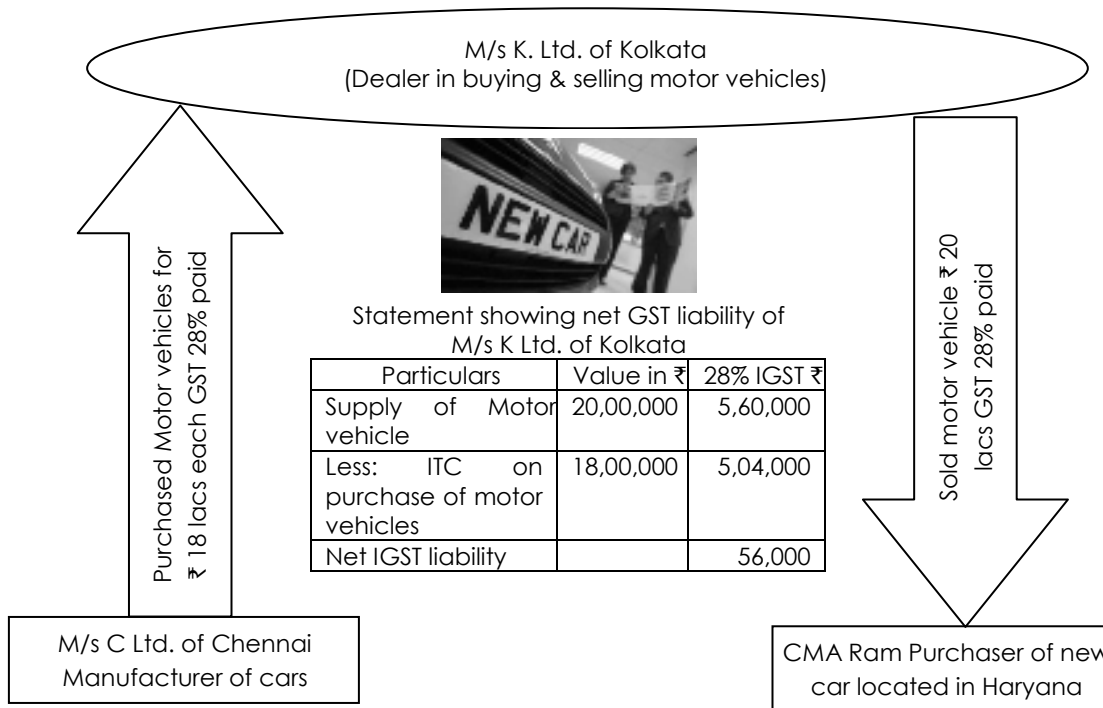 M/s K. Ltd. of Kolkata
(Dealer in buying & selling motor vehicles)
Purchased Motor vehicles for
₹ 18 lacs each GST 28% paid
NEW CAR
Statement showing net GST liability of
M/s K Ltd. of Kolkata
Particulars Value in ₹ 28% IGST ₹
Supply of Motor 20,00,000 5,60,000
vehicle
Less: ITC on 18,00,000 5,04,000
purchase of motor
vehicles
Net IGST liability 56,000
Sold motor vehicle ₹ 20
lacs GST 28% paid
M/s C Ltd. of Chennai
Manufacturer of cars
CMA Ram Purchaser of new
car located in Haryana